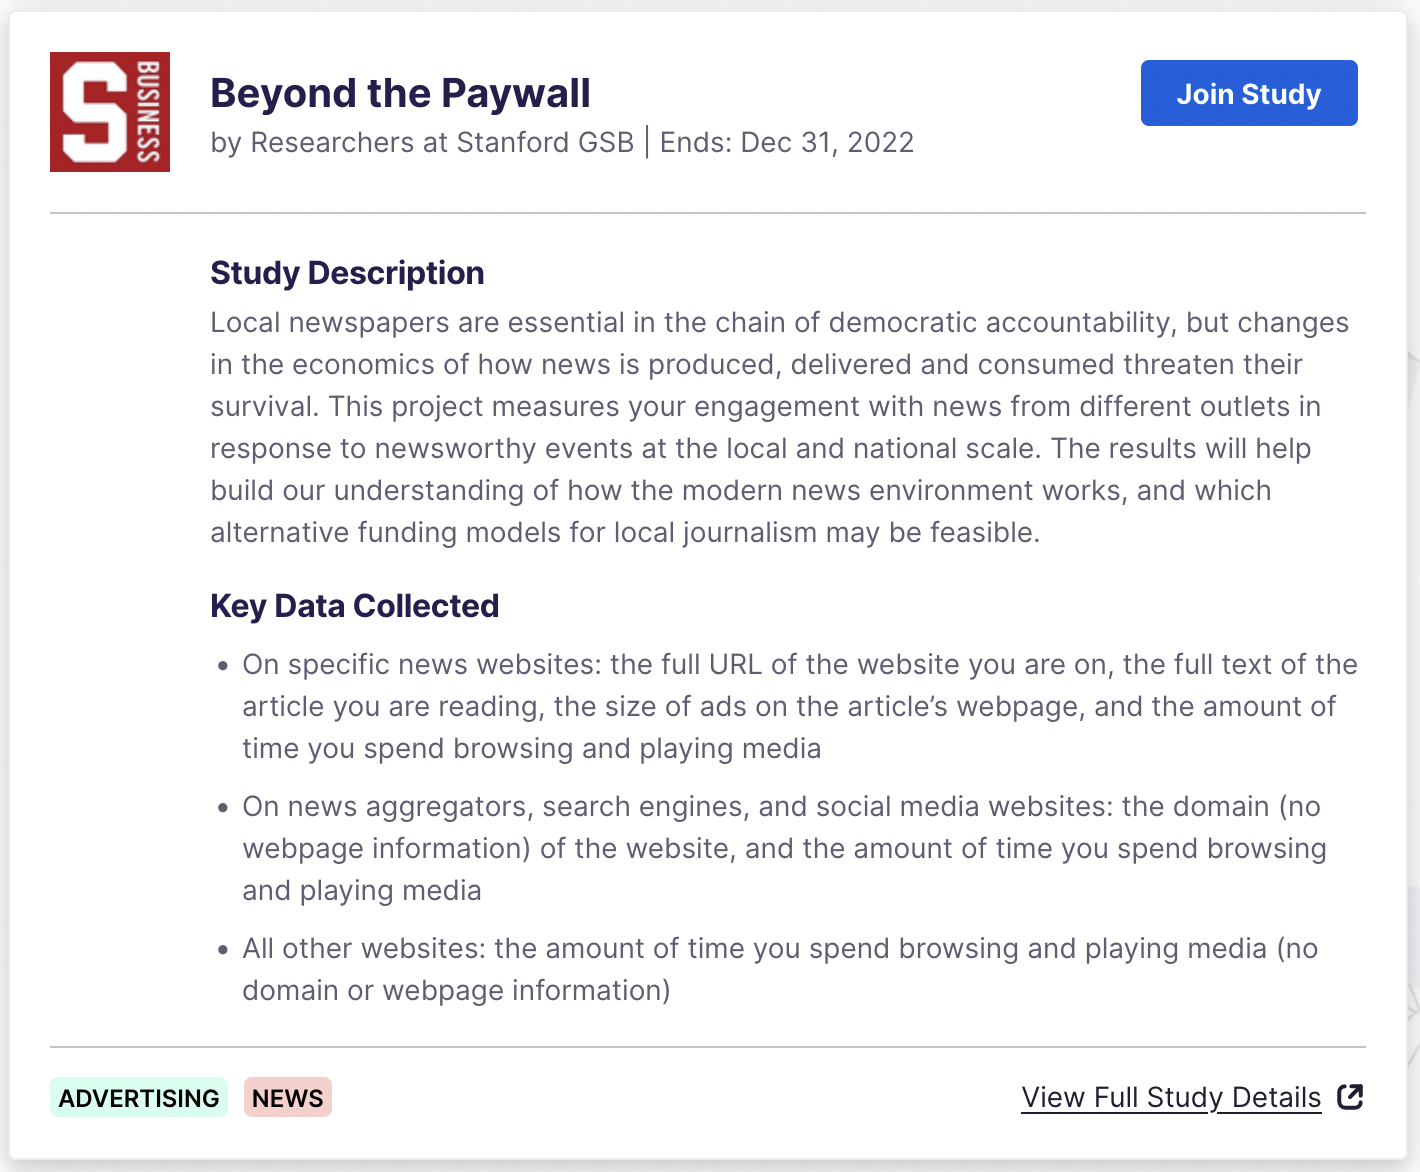 S BUSINESS
Beyond the Paywall
Join Study
by Researchers at Stanford GSB | Ends: Dec 31, 2022
Study Description
Local newspapers are essential in the chain of democratic accountability, but changes
in the economics of how news is produced, delivered and consumed threaten their
survival. This project measures your engagement with news from different outlets in
response to newsworthy events at the local and national scale. The results will help
build our understanding of how the modern news environment works, and which
alternative funding models for local journalism may be feasible.
Key Data Collected
• On specific news websites: the full URL of the website you are on, the full text of the
article you are reading, the size of ads on the article’s webpage, and the amount of
time you spend browsing and playing media
• On news aggregators, search engines, and social media websites: the domain (no
webpage information) of the website, and the amount of time you spend browsing
and playing media
• All other websites: the amount of time you spend browsing and playing media (no
domain or webpage information)
ADVERTISING NEWS
View Full Study Details